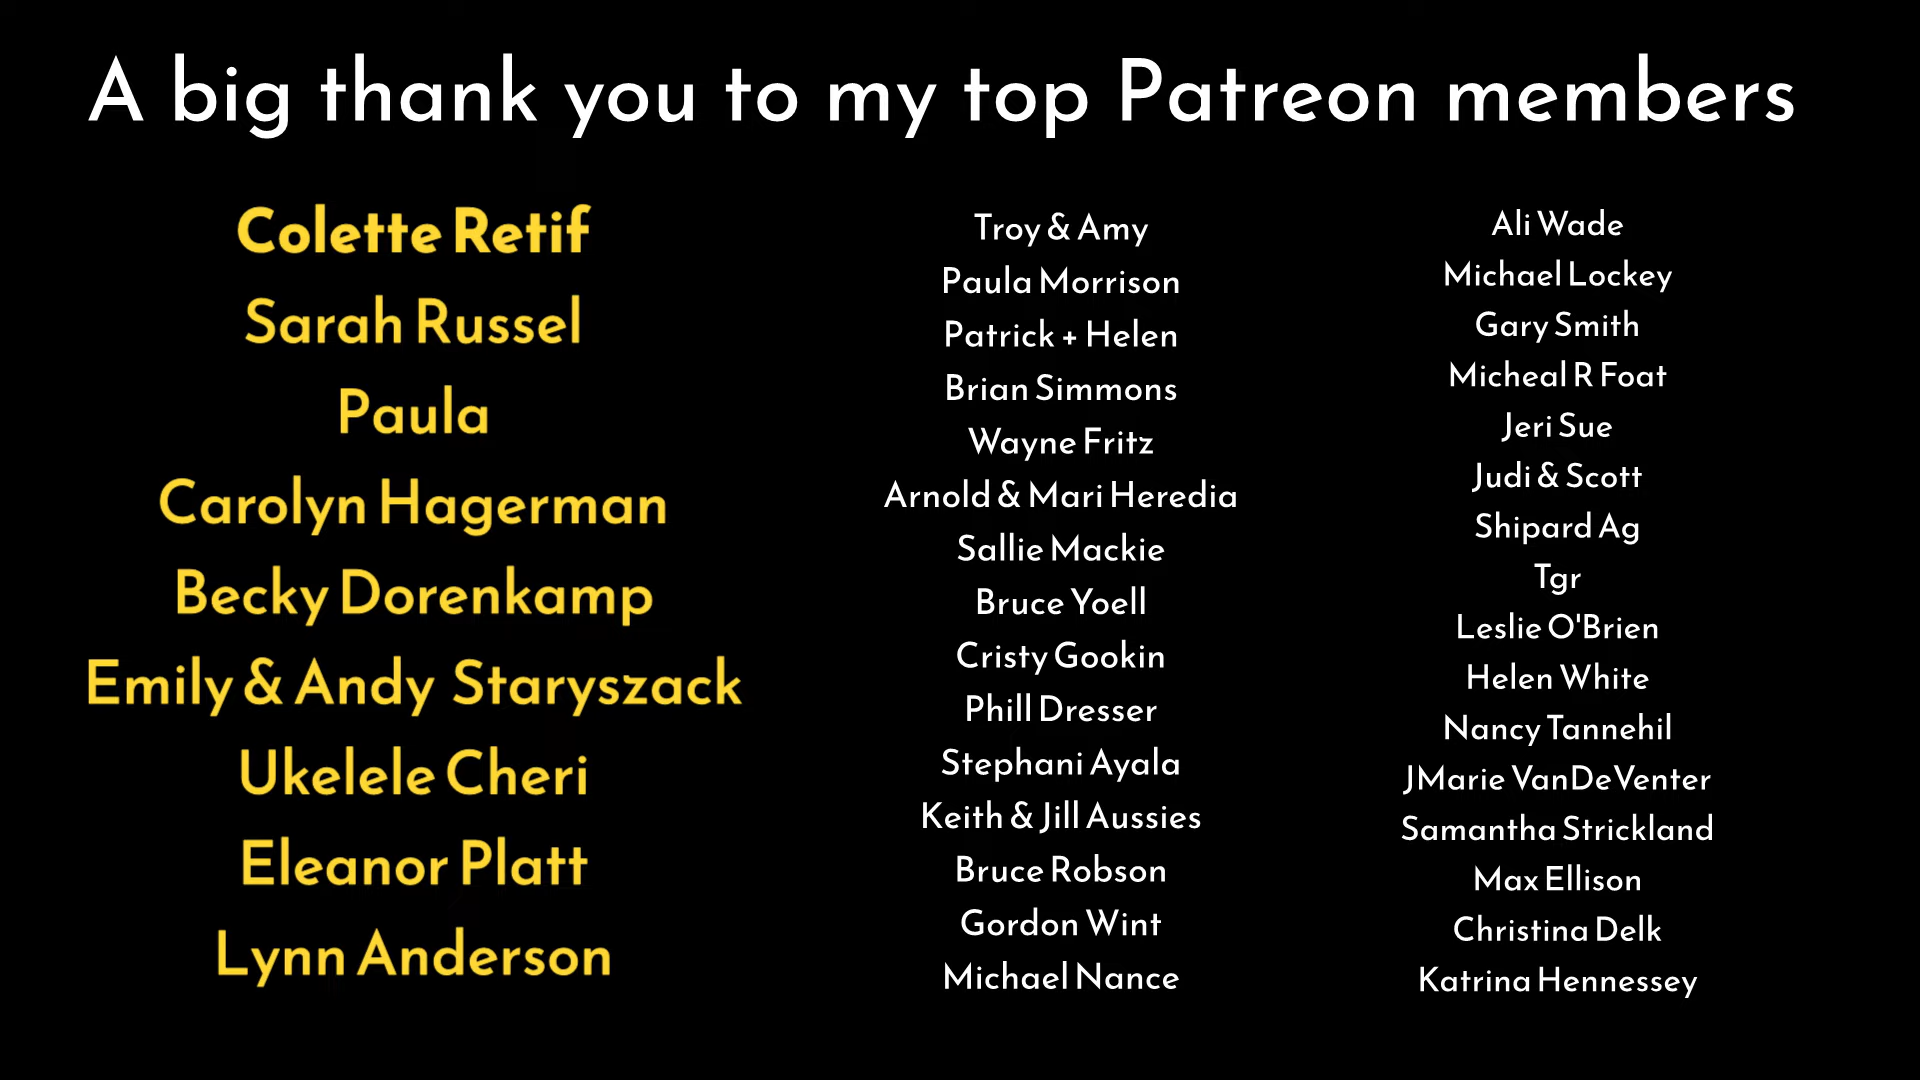 A big thank you to my top Patreon members
Colette Retif
Sarah Russel
Paula
Carolyn Hagerman
Becky Dorenkamp
Emily & Andy Staryszack
Ukelele Cheri
Eleanor Platt
Lynn Anderson
Troy & Amy
Paula Morrison
Patrick + Helen
Brian Simmons
Wayne Fritz
Arnold & Mari Heredia
Sallie Mackie
Bruce Yoell
Cristy Gookin
Phill Dresser
Stephani Ayala
Keith & Jill Aussies
Bruce Robson
Gordon Wint
Michael Nance
Ali Wade
Michael Lockey
Gary Smith
Micheal R Foat
Jeri Sue
Judi & Scott
Shipard Ag
Tgr
Leslie O'Brien
Helen White
Nancy Tannehil
JMarie VanDeVenter
Samantha Strickland
Max Ellison
Christina Delk
Katrina Hennessey